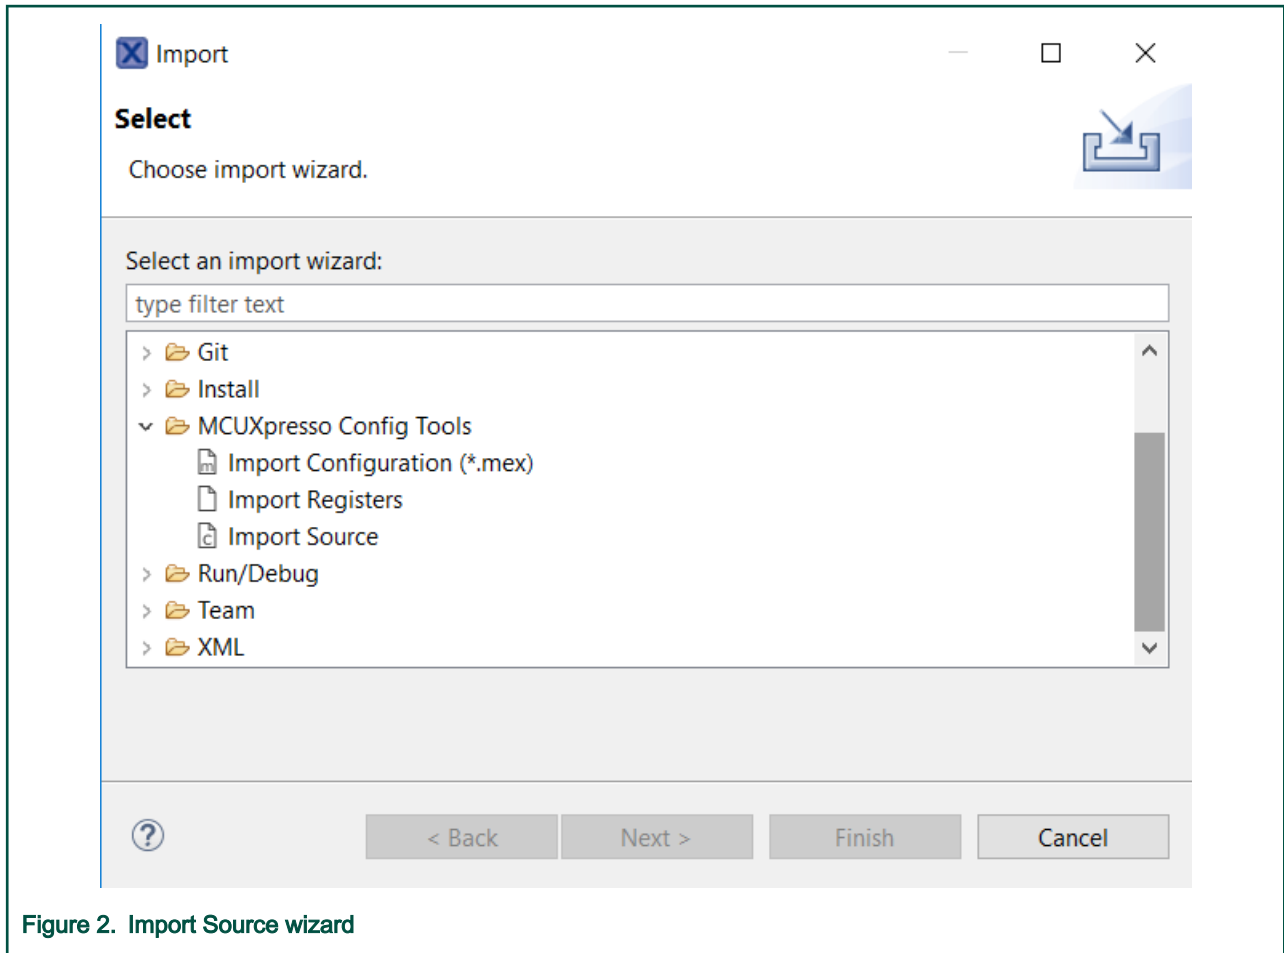 Import
Select
Choose import wizard.
Select an import wizard:
type filter text
Git
Install
MCUXpresso Config Tools
m Import Configuration (*.mex)
Import Registers
c Import Source
Run/Debug
Team
XML
? < Back Next > Finish Cancel
Figure 2. Import Source wizard